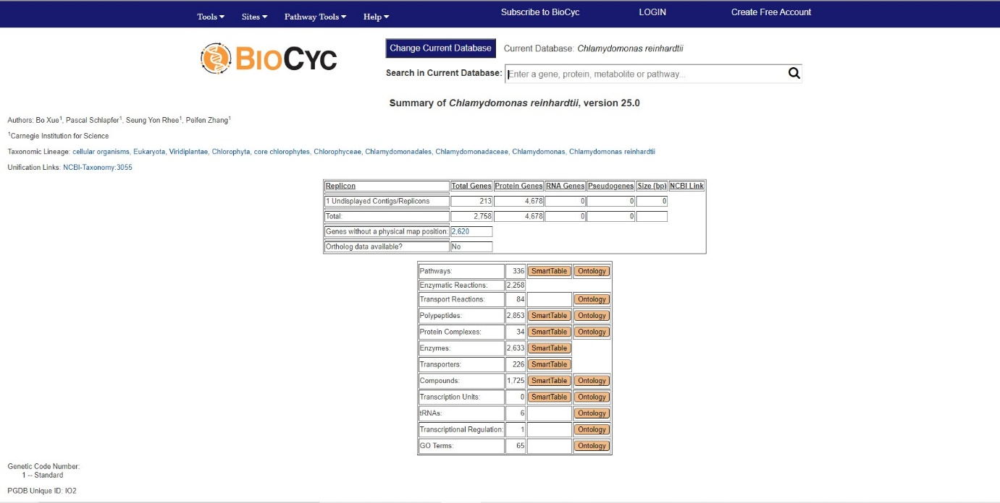 Tools Sites Pathway Tools Help Subscribe to BioCyc LOGIN Create Free Account
BIOCYC
Change Current Database Current Database: Chlamydomonas reinhardtii
Search in Current Database: Enter a gene, protein, metabolite or pathway...
Summary of Chlamydomonas reinhardtii, version 25.0
Authors: Bo Xue1, Pascal Schlapfer1, Seung Yon Rhee1, Peifen Zhang1
1Carnegie Institution for Science
Taxonomic Lineage: cellular organisms, Eukaryota, Viridiplantae, Chlorophyta, core chlorophytes, Chlorophyceae, Chlamydomonadales, Chlamydomonadaceae, Chlamydomonas, Chlamydomonas reinhardtii
Unification Links: NCBI-Taxonomy:3055
Replicon Total Genes Protein Genes RNA Genes Pseudogenes Size (bp) NCBI Link
1 Undisplayed Contigs/Replicons 213 4,678 0 0 0
Total: 2,758 4,678 0 0
Genes without a physical map position: 2,620
Ortholog data available? No
Pathways: 336 SmartTable Ontology
Enzymatic Reactions: 2,258
Transport Reactions: 84 Ontology
Polypeptides: 2,853 SmartTable Ontology
Protein Complexes: 34 SmartTable Ontology
Enzymes: 2,633 SmartTable
Transporters: 226 SmartTable
Compounds: 1,725 SmartTable Ontology
Transcription Units: 0 SmartTable Ontology
tRNAs: 6 Ontology
Transcriptional Regulation: 1 Ontology
GO Terms: 65 Ontology
Genetic Code Number:
1 -- Standard
PGDB Unique ID: IO2